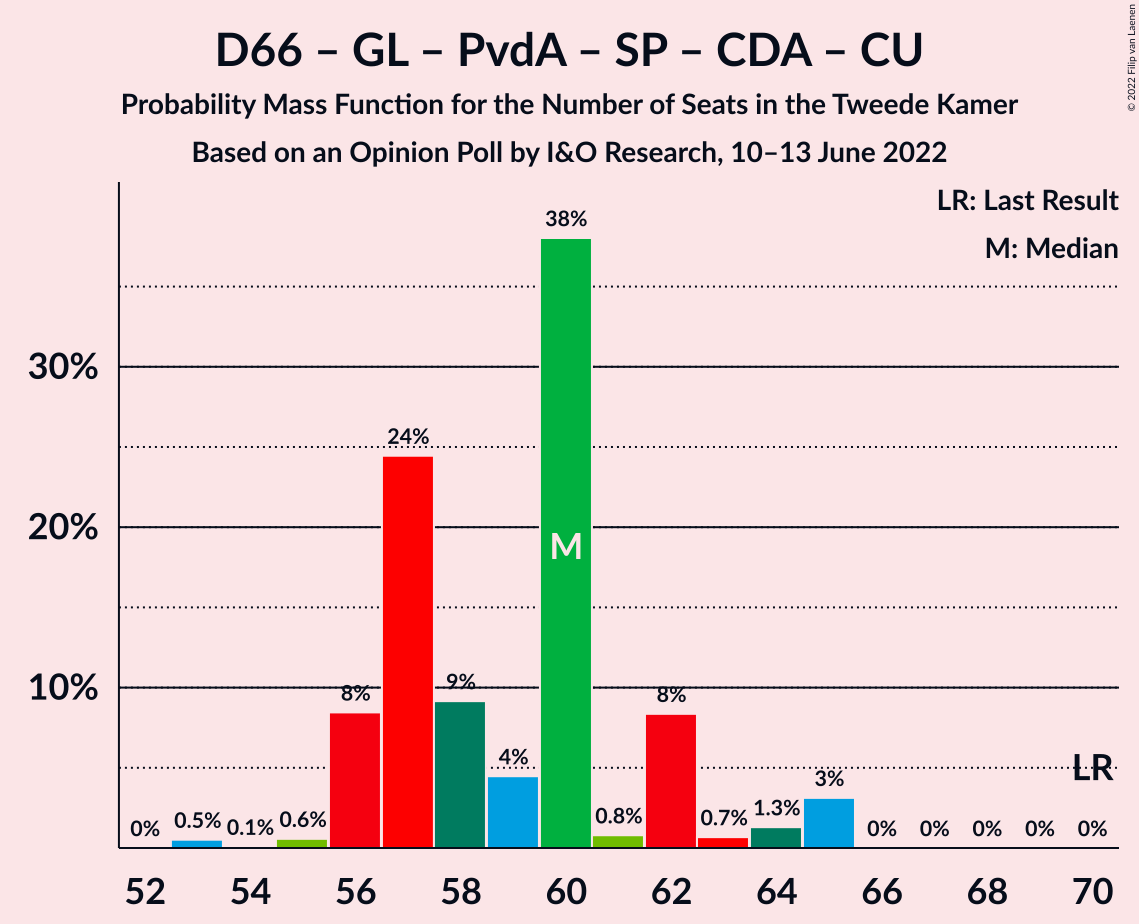 D66 – GL – PvdA – SP – CDA – CU
Probability Mass Function for the Number of Seats in the Tweede Kamer
Based on an Opinion Poll by I&O Research, 10–13 June 2022
© 2022 Filip van Laenen
LR: Last Result
M: Median
30%
20%
10%
0%
0.5%
0.1%
0.6%
8%
24%
9%
4%
38%
M
0.8%
8%
0.7%
1.3%
3%
0%
0%
0%
0%
0%
LR
52 54 56 58 60 62 64 66 68 70